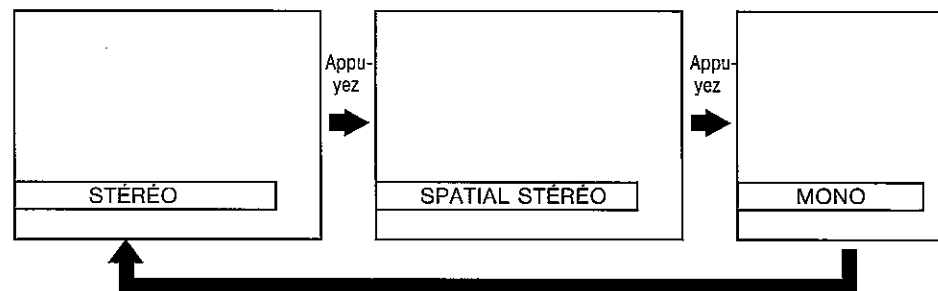 Appu-
yez
Appu-
yez
STÉRÉO
SPATIAL STÉRÉO
MONO